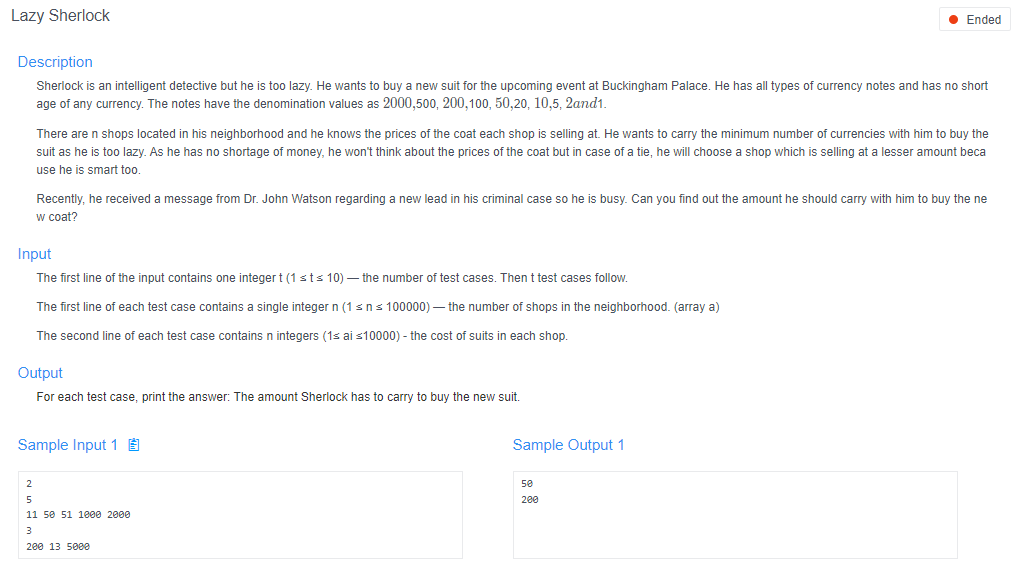 Lazy Sherlock
Ended
Description
Sherlock is an intelligent detective but he is too lazy. He wants to buy a new suit for the upcoming event at Buckingham Palace. He has all types of currency notes and has no short
age of any currency. The notes have the denomination values as 2000,500, 200,100, 50,20, 10,5, 2and1.
There are n shops located in his neighborhood and he knows the prices of the coat each shop is selling at. He wants to carry the minimum number of currencies with him to buy the
suit as he is too lazy. As he has no shortage of money, he won't think about the prices of the coat but in case of a tie, he will choose a shop which is selling at a lesser amount beca
use he is smart too.
Recently, he received a message from Dr. John Watson regarding a new lead in his criminal case so he is busy. Can you find out the amount he should carry with him to buy the ne
w coat?
Input
The first line of the input contains one integer t (1 ≤ t ≤ 10) — the number of test cases. Then t test cases follow.
The first line of each test case contains a single integer n (1 ≤ n ≤ 100000) — the number of shops in the neighborhood. (array a)
The second line of each test case contains n integers (1≤ ai ≤10000) - the cost of suits in each shop.
Output
For each test case, print the answer: The amount Sherlock has to carry to buy the new suit.
Sample Input 1
2
5
11 50 51 1000 2000
3
200 13 5000
Sample Output 1
50
200